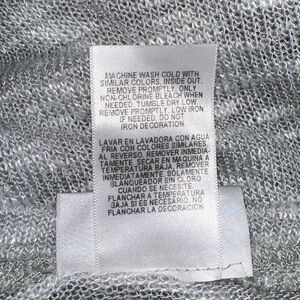 MACHINE WASH COLD WITH
SIMILAR COLORS, INSIDE OUT.
REMOVE PROMPTLY. ONLY
NON-CHLORINE BLEACH WHEN
NEEDED. TUMBLE DRY LOW.
REMOVE PROMPTLY. LOW IRON
IF NEEDED. DO NOT
IRON DECORATION.
LAVAR EN LAVADORA CON AGUA
FRIA CON COLORES SIMILARES,
AL REVERSO. REMOVER INMEDIA
TAMENTE. SECAR EN MAQUINA A
TEMPERATURA BAJA. REMOVER
INMEDIATAMENTE. SOLAMENTE
BLANQUEADOR SIN CLORO
CUANDO SE NECESITE.
PLANCHAR A TEMPERATURA
BAJA SI ES NECESARIO. NO
PLANCHAR LA DECORACION.